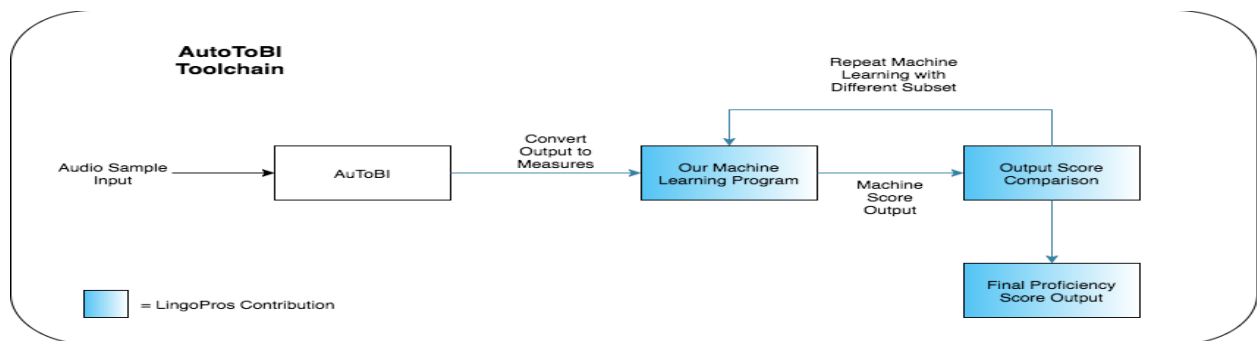 AutoToBI
Toolchain
Repeat Machine
Learning with
Different Subset
Audio Sample
Input
AuToBI
Convert
Output to
Measures
Our Machine
Learning Program
Machine
Score
Output
Output Score
Comparison
Final Proficiency
Score Output
= LingoPros Contribution